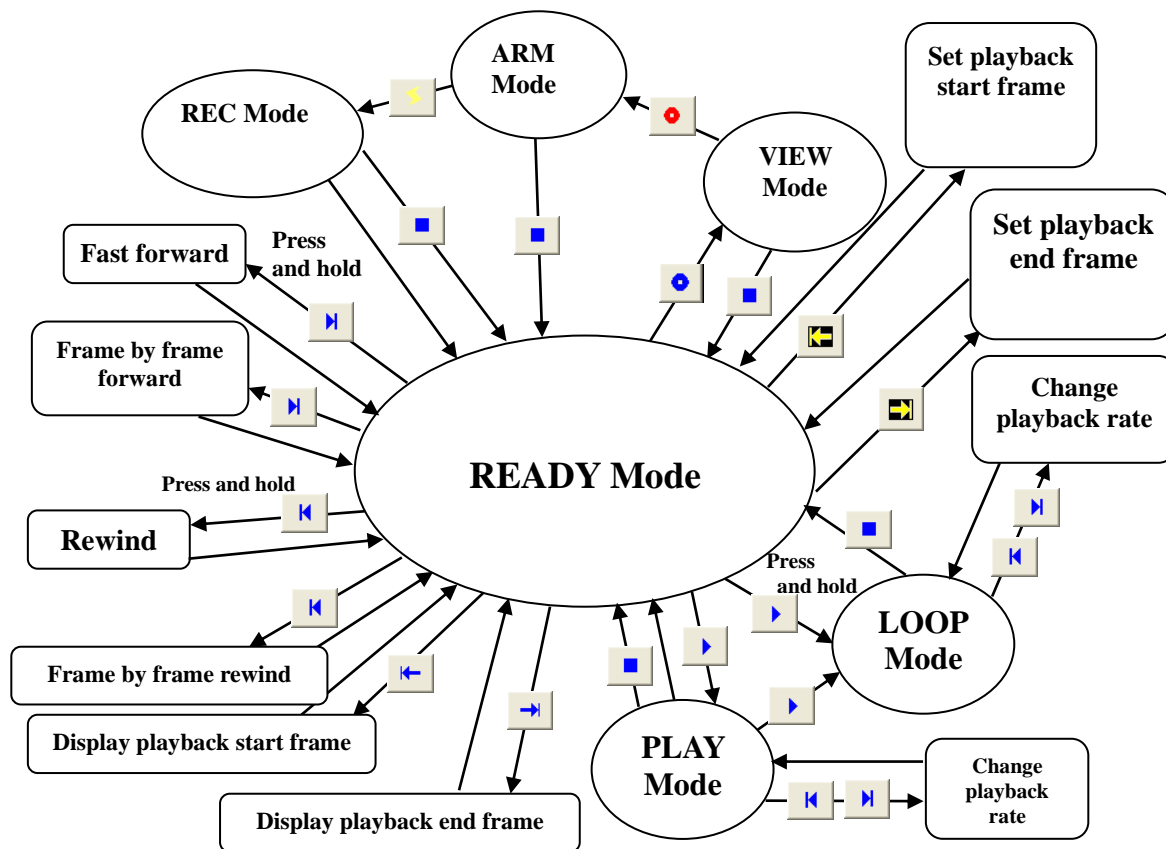 ARM
Mode
REC Mode
VIEW
Mode
Set playback
start frame
Set playback
end frame
Fast forward
Press
and hold
Frame by frame
forward
Change
playback rate
READY Mode
Press and hold
Rewind
Press
and hold
LOOP
Mode
Frame by frame rewind
Display playback start frame
PLAY
Mode
Change
playback
rate
Display playback end frame